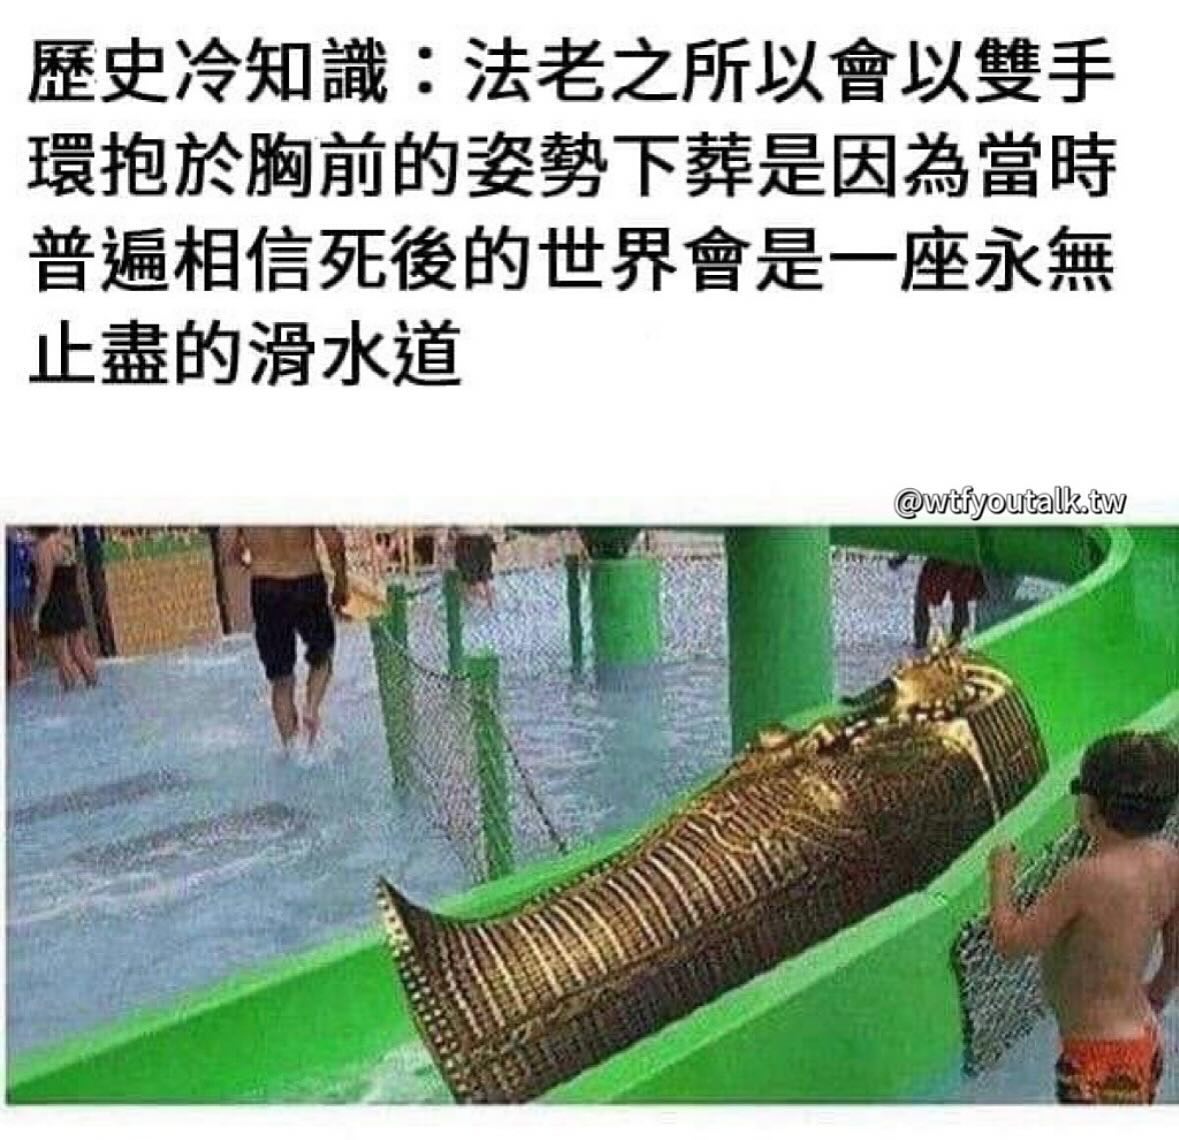 歷史冷知識：法老之所以會以雙手
環抱於胸前的姿勢下葬是因為當時
普遍相信死後的世界會是一座永無
止盡的滑水道
@wtfyoutalk.tw